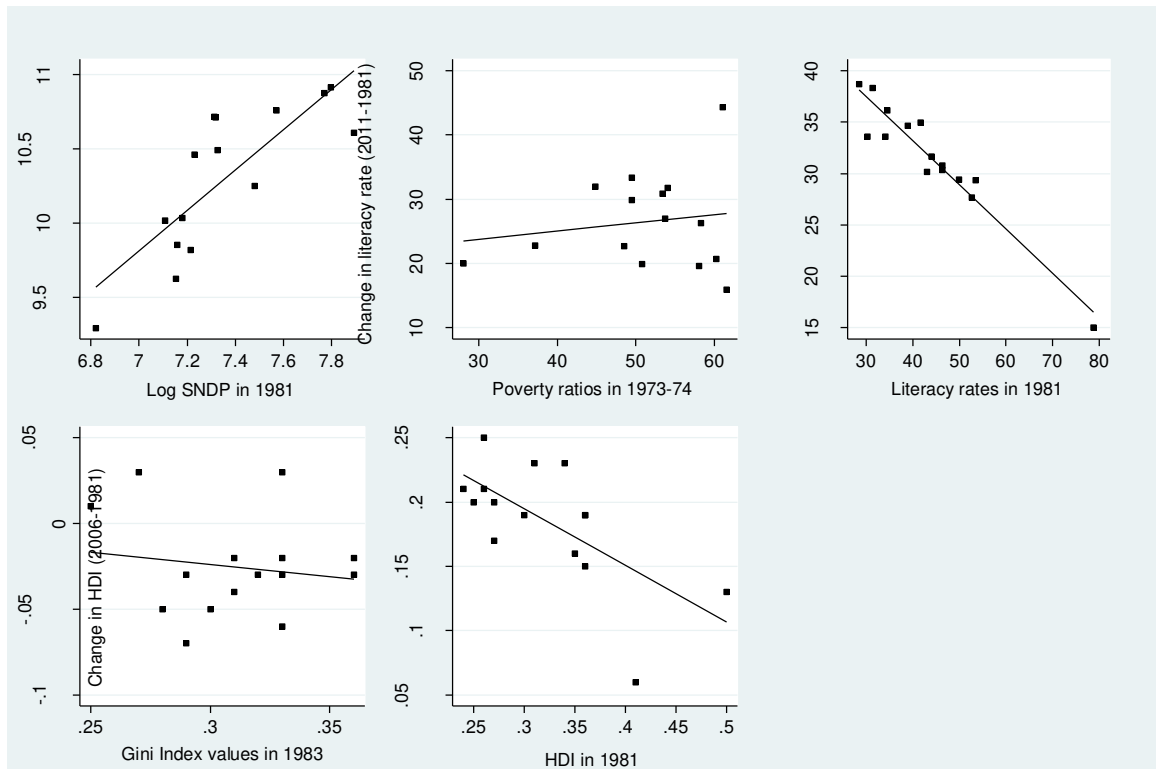 11
10.5
10
9.5
6.8 7 7.2 7.4 7.6 7.8
Log SNDP in 1981
Change in literacy rate (2011-1981)
50
40
30
20
10
30 40 50 60
Poverty ratios in 1973-74
40
35
30
25
20
15
30 40 50 60 70 80
Literacy rates in 1981
.05
0
-.05
-.1
.25 .3 .35
Gini Index values in 1983
Change in HDI (2006-1981)
.25
.2
.15
.1
.05
.25 .3 .35 .4 .45 .5
HDI in 1981